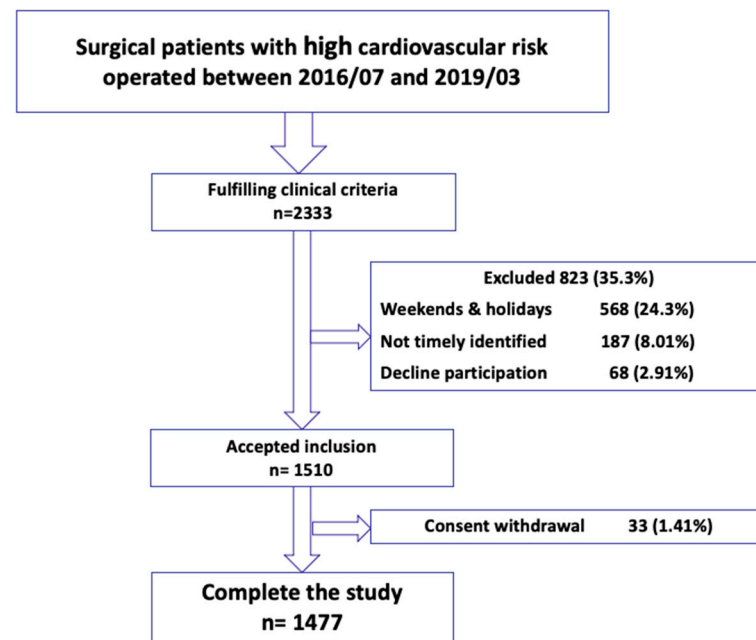 Surgical patients with high cardiovascular risk
operated between 2016/07 and 2019/03
Fulfilling clinical criteria
n=2333
Excluded 823 (35.3%)
Weekends & holidays 568 (24.3%)
Not timely identified 187 (8.01%)
Decline participation 68 (2.91%)
Accepted inclusion
n= 1510
Consent withdrawal 33 (1.41%)
Complete the study
n= 1477